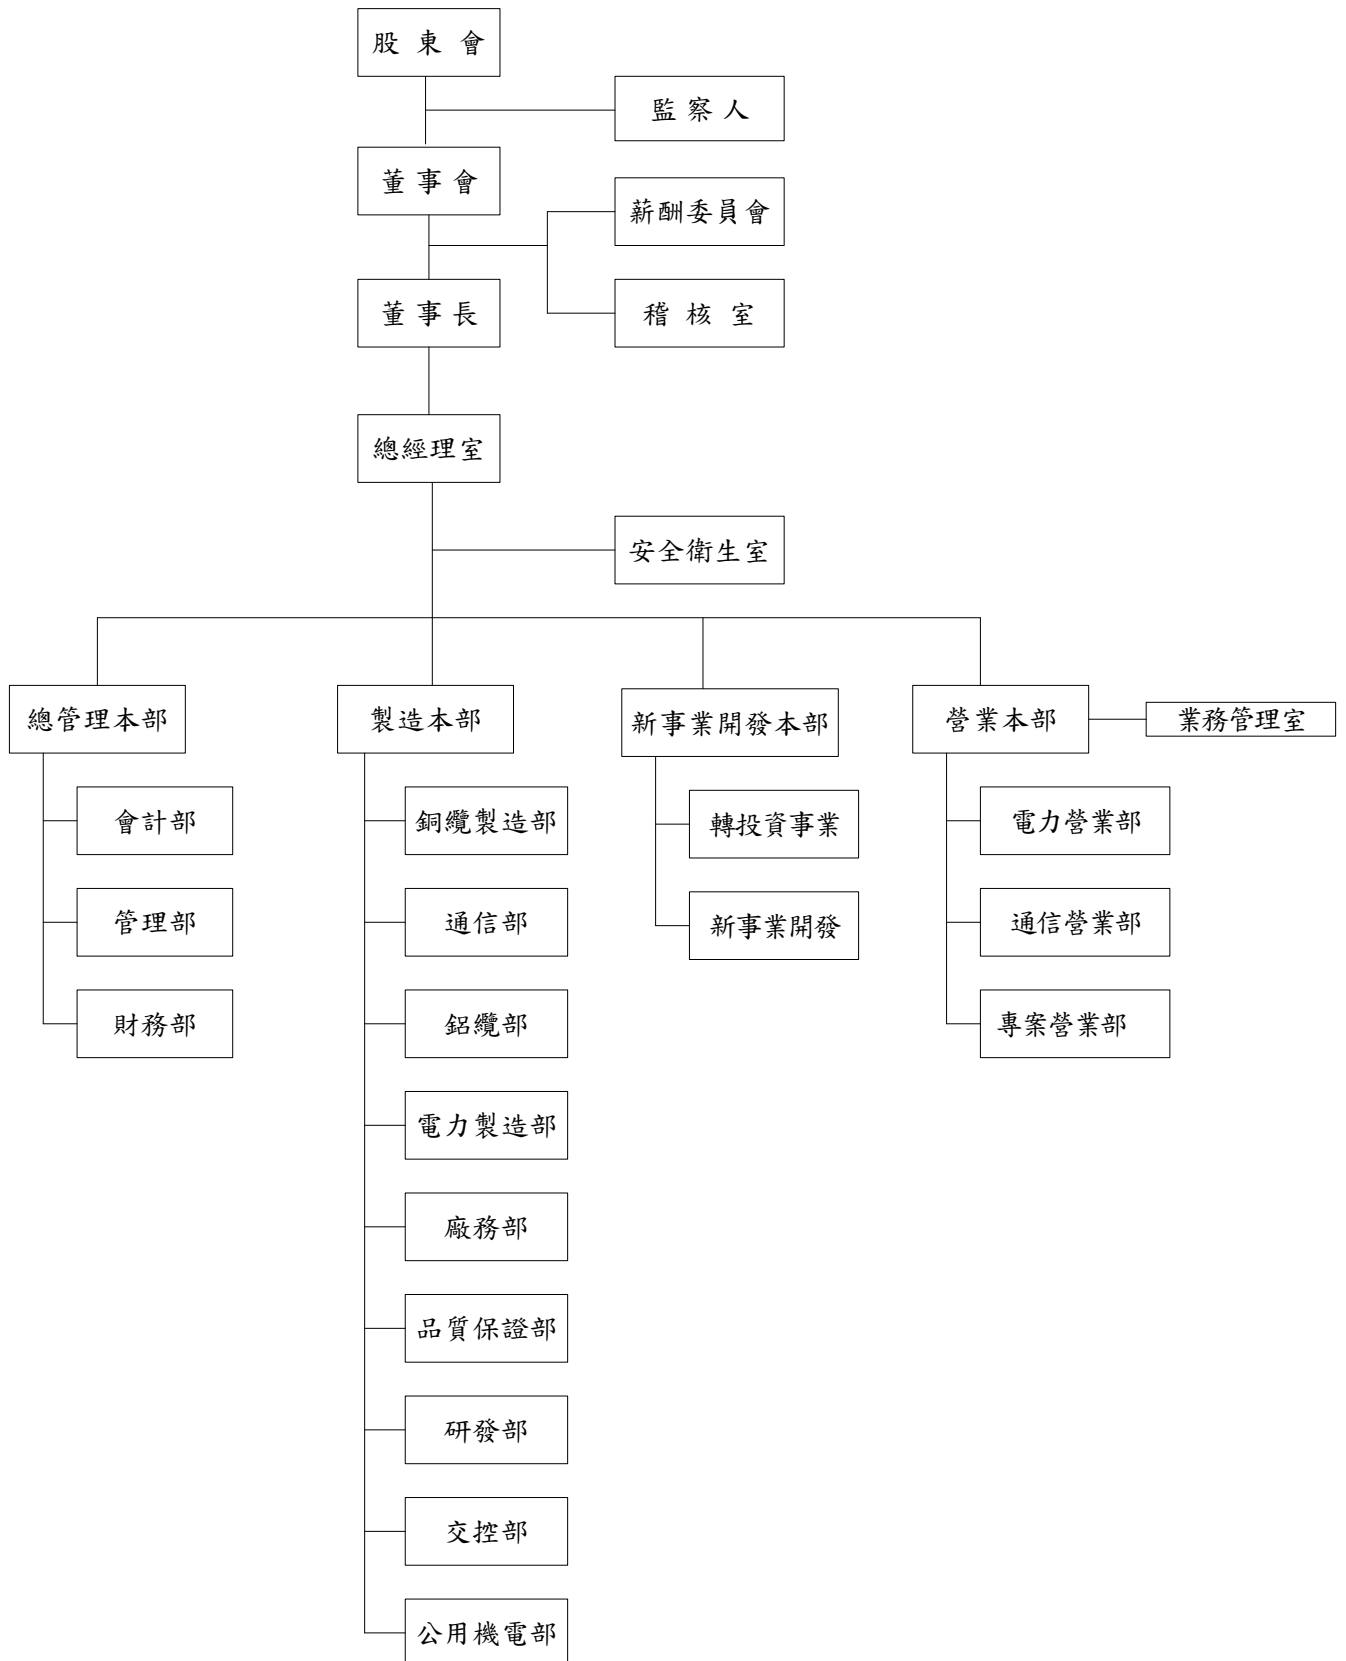 股東會
監察人
董事會
薪酬委員會
董事長
稽核室
總經理室
安全衛生室
總管理本部
製造本部
新事業開發本部
營業本部
業務管理室
會計部
銅纜製造部
轉投資事業
電力營業部
管理部
通信部
新事業開發
通信營業部
財務部
鋁纜部
專案營業部
電力製造部
廠務部
品質保證部
研發部
交控部
公用機電部